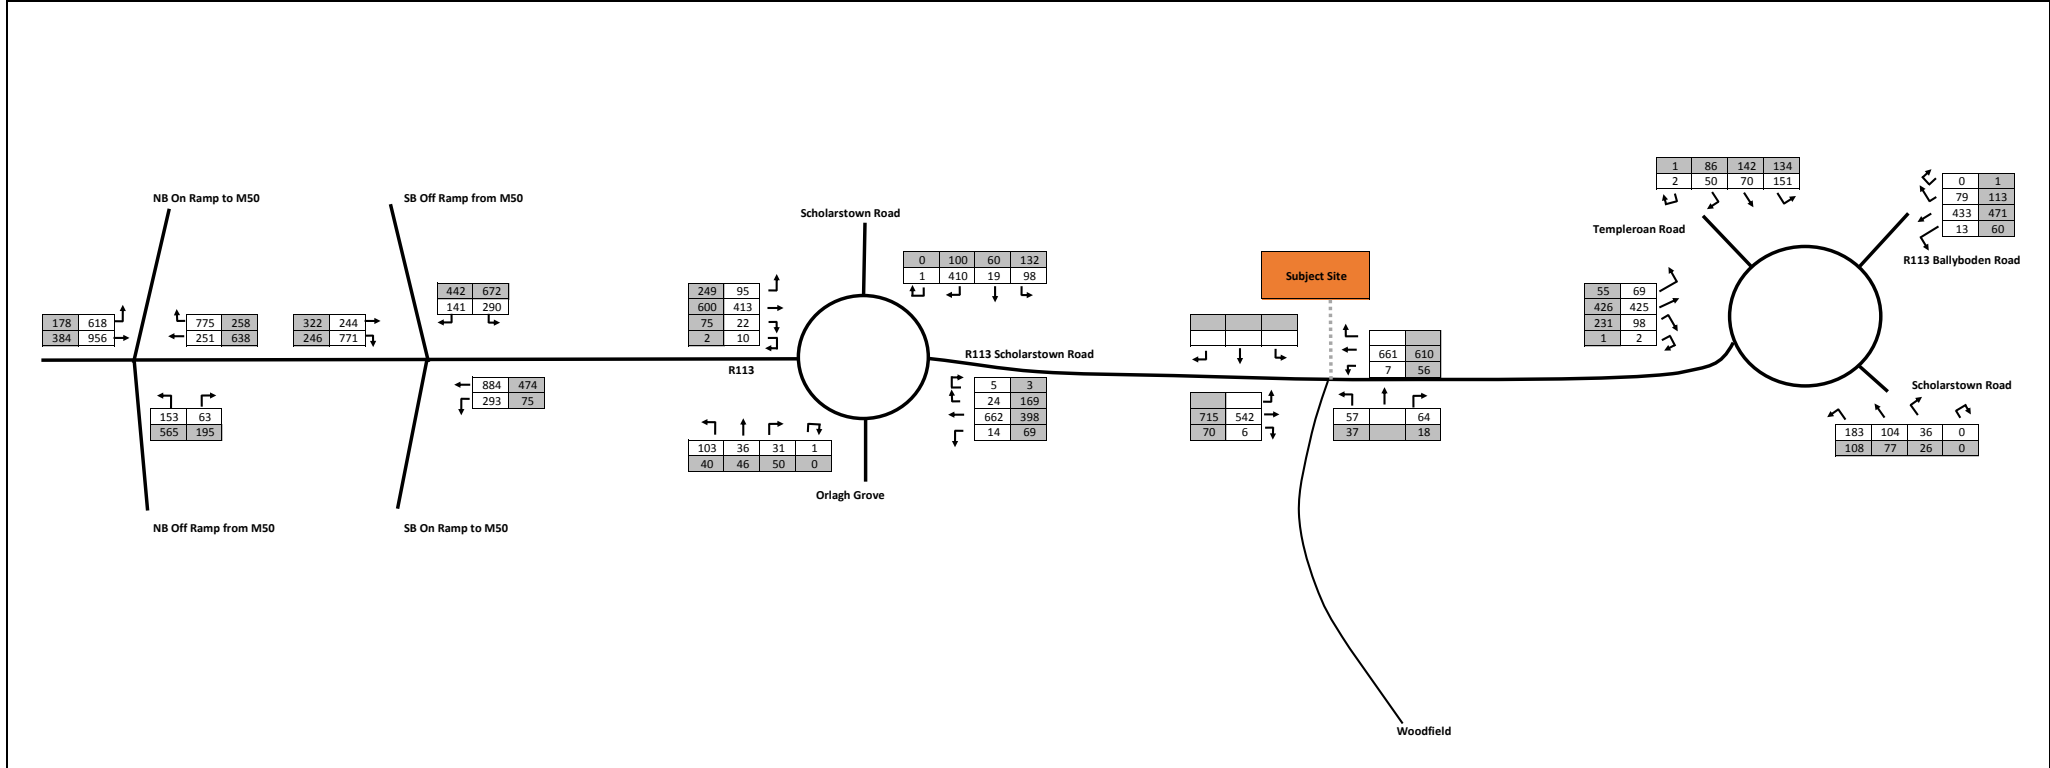 1 86 142 134
2 50 70 151
0 1
79 113
433 471
13 60
NB On Ramp to M50
SB Off Ramp from M50
Scholarstown Road
Templeroan Road
R113 Ballyboden Road
0 100 60 132
1 410 19 98
Subject Site
442 672
141 290
249 95
600 413
75 22
2 10
55 69
426 425
231 98
1 2
178 618
384 956
775 258
251 638
322 244
246 771
661 610
7 56
R113 Scholarstown Road
R113
884 474
293 75
5 3
24 169
662 398
14 69
715 542
70 6
57 64
37 18
Scholarstown Road
153 63
565 195
103 36 31 1
40 46 50 0
183 104 36 0
108 77 26 0
Orlagh Grove
NB Off Ramp from M50
SB On Ramp to M50
Woodfield